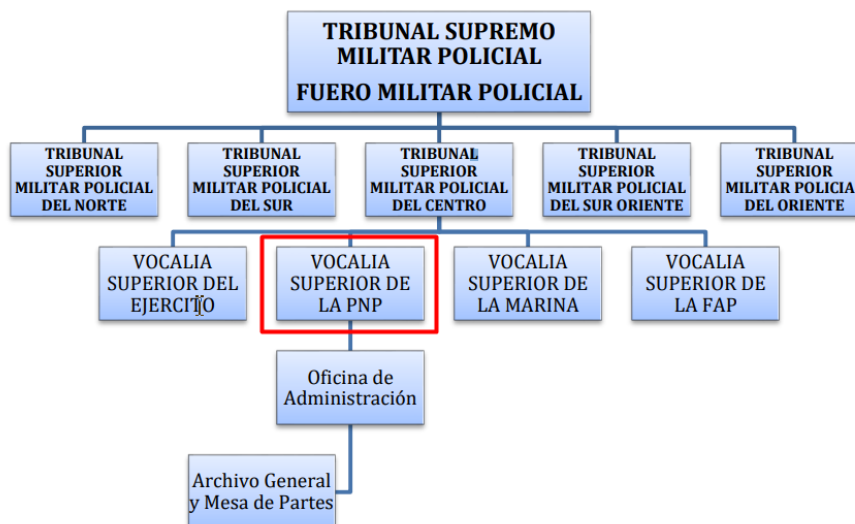 TRIBUNAL SUPREMO
MILITAR POLICIAL
FUERO MILITAR POLICIAL
TRIBUNAL
SUPERIOR
MILITAR POLICIAL
DEL NORTE
TRIBUNAL
SUPERIOR
MILITAR POLICIAL
DEL SUR
TRIBUNAL
SUPERIOR
MILITAR POLICIAL
DEL CENTRO
TRIBUNAL
SUPERIOR
MILITAR POLICIAL
DEL SUR ORIENTE
TRIBUNAL
SUPERIOR
MILITAR POLICIA
DEL ORIENTE
VOCALIA
SUPERIOR DEL
EJERCITO
VOCALIA
SUPERIOR DE
LA PNP
VOCALIA
SUPERIOR DE
LA MARINA
VOCALIA
SUPERIOR DE
LA FAP
Oficina de
Administración
Archivo General
y Mesa de Partes